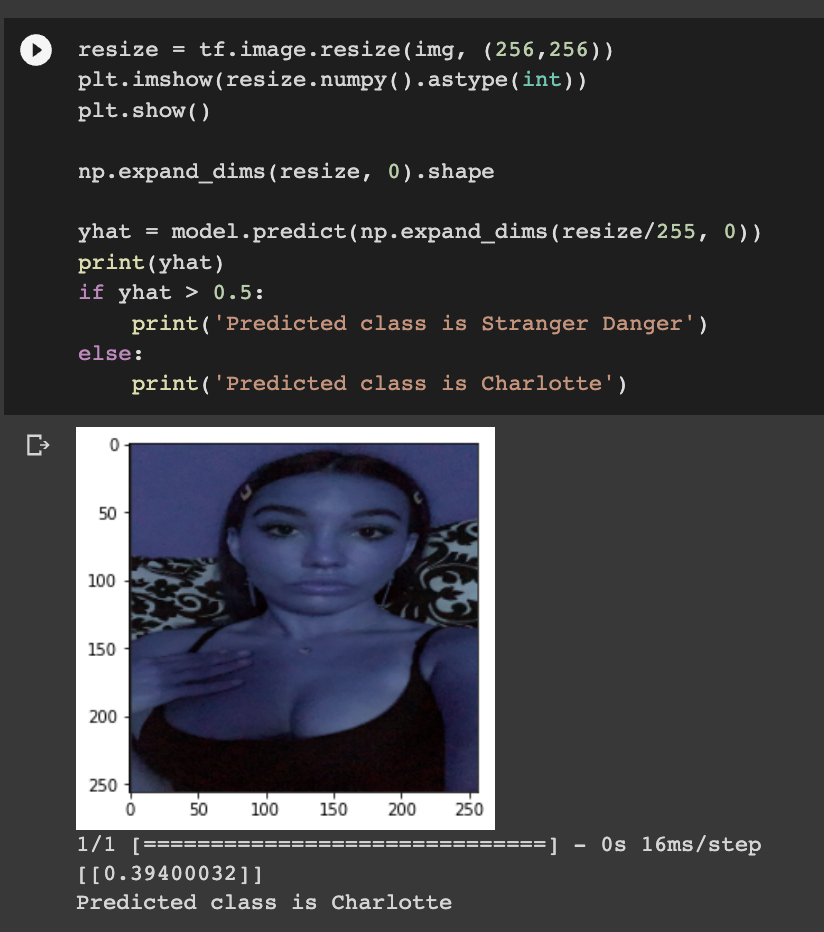 resize = tf.image.resize(img, (256,256))
plt.imshow(resize.numpy().astype(int))
plt.show()
np.expand_dims(resize, 0).shape
yhat = model.predict(np.expand_dims(resize/255, 0))
print(yhat)
if yhat > 0.5:
    print('Predicted class is Stranger Danger')
else:
    print('Predicted class is Charlotte')
0
50
100
150
200
250
0 50 100 150 200 250
1/1 [==============================] - 0s 16ms/step
[[0.39400032]]
Predicted class is Charlotte